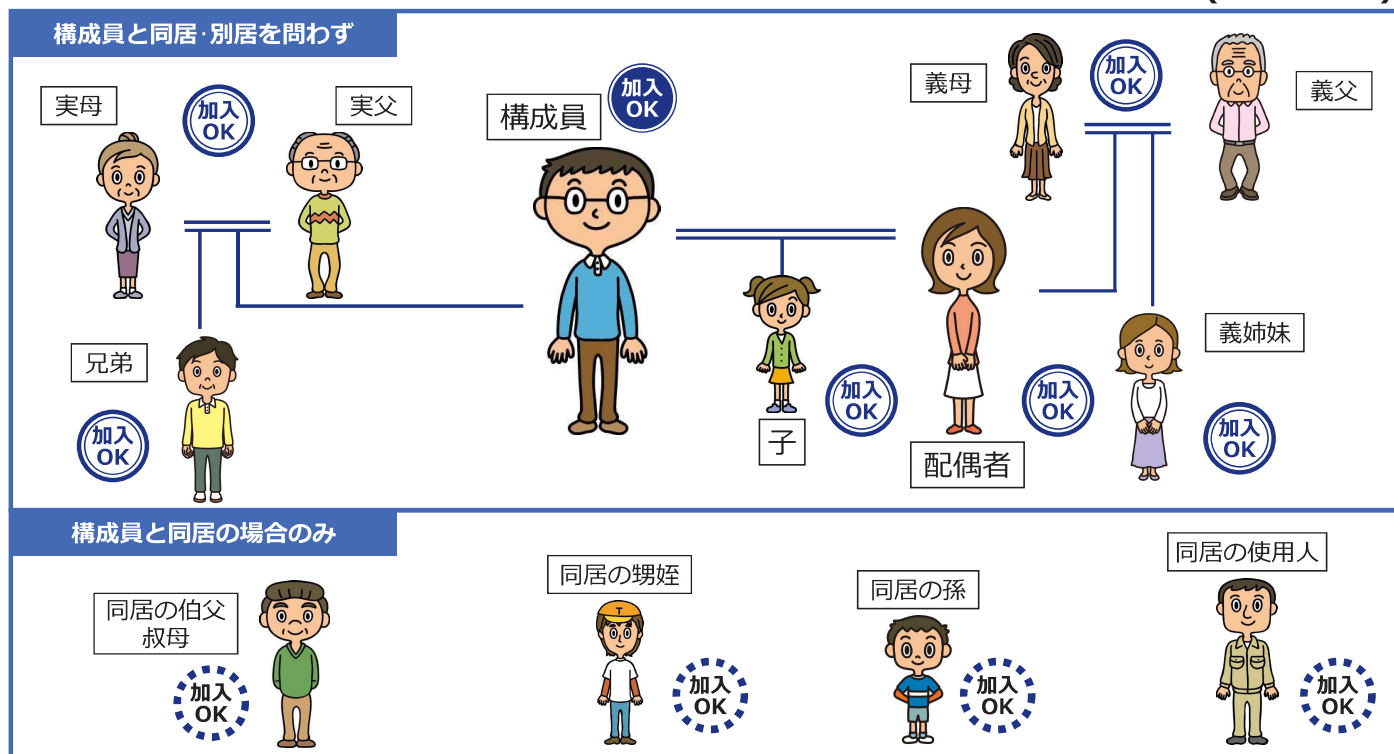 構成員と同居・別居を問わず
実母
加入
OK
実父
構成員
加入
OK
義母
加入
OK
義父
兄弟
加入
OK
子
加入
OK
配偶者
加入
OK
義姉妹
加入
OK
構成員と同居の場合のみ
同居の伯父
叔母
加入
OK
同居の甥姪
T
加入
OK
同居の孫
加入
OK
同居の使用人
加入
OK